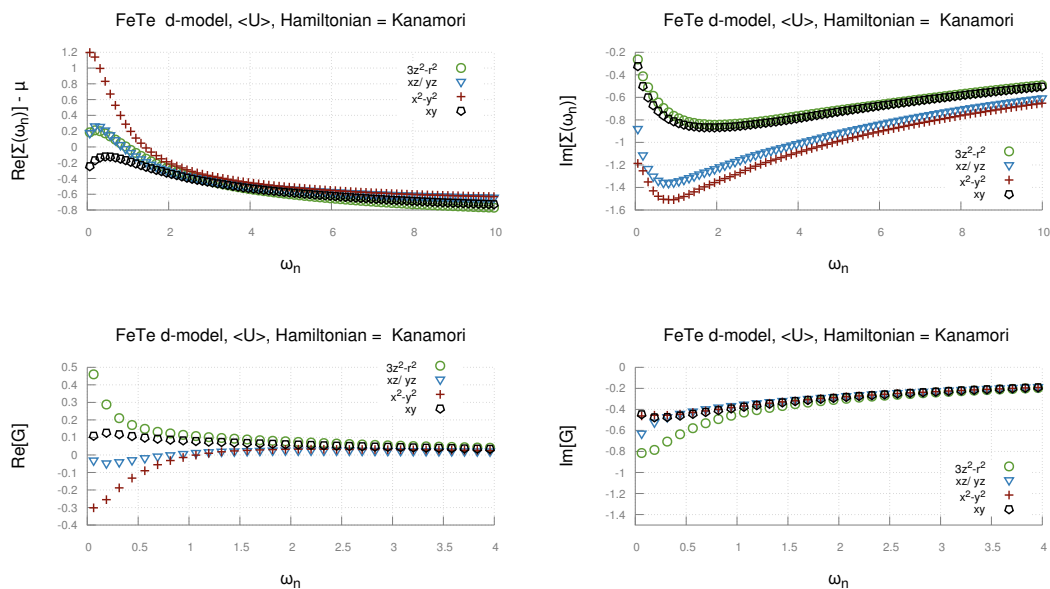 FeTe d-model, <U>, Hamiltonian = Kanamori
Re[Σ(ωn)] - μ
1.2
1
0.8
0.6
0.4
0.2
0
-0.2
-0.4
-0.6
-0.8
3z²-r²
xz/ yz
x²-y²
xy
0 2 4 6 8 10
ωn
FeTe d-model, <U>, Hamiltonian = Kanamori
Im[Σ(ωn)]
-0.2
-0.4
-0.6
-0.8
-1
-1.2
-1.4
-1.6
3z²-r²
xz/ yz
x²-y²
xy
0 2 4 6 8 10
ωn
FeTe d-model, <U>, Hamiltonian = Kanamori
Re[G]
0.5
0.4
0.3
0.2
0.1
0
-0.1
-0.2
-0.3
-0.4
3z²-r²
xz/ yz
x²-y²
xy
0 0.5 1 1.5 2 2.5 3 3.5 4
ωn
FeTe d-model, <U>, Hamiltonian = Kanamori
Im[G]
0
-0.2
-0.4
-0.6
-0.8
-1
-1.2
-1.4
3z²-r²
xz/ yz
x²-y²
xy
0 0.5 1 1.5 2 2.5 3 3.5 4
ωn